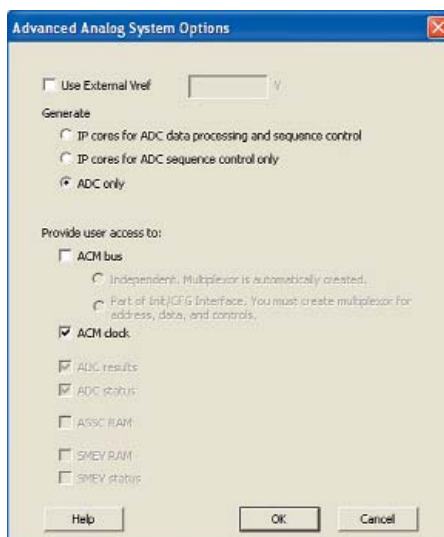 Advanced Analog System Options
Use External Vref
V
Generate
IP cores for ADC data processing and sequence control
IP cores for ADC sequence control only
ADC only
Provide user access to:
ACM bus
Independent. Multiplexor is automatically created.
Part of Init/CFG Interface. You must create multiplexor for
address, data, and controls.
ACM clock
ADC results
ADC status
ASSC RAM
SMEV RAM
SMEV status
Help
OK
Cancel